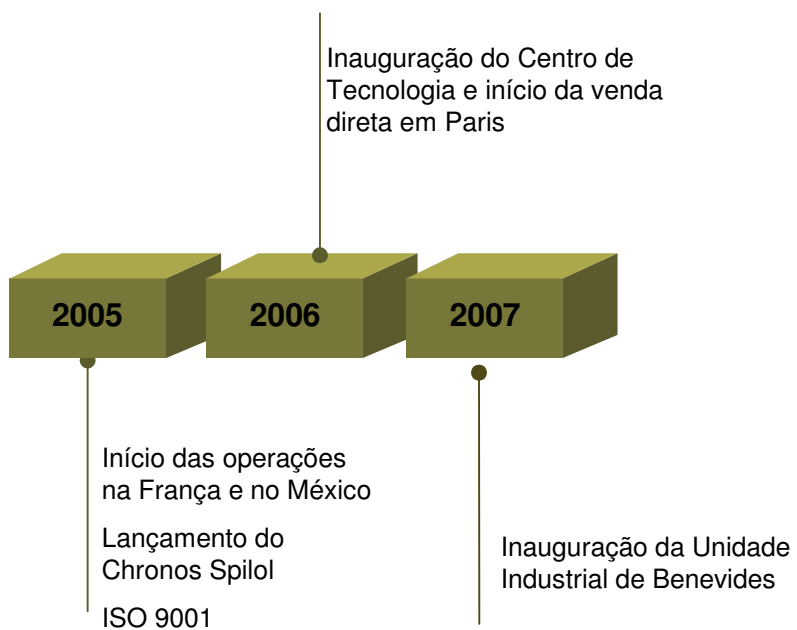 Inauguração do Centro de
Tecnologia e início da venda
direta em Paris
2005
2006
2007
Início das operações
na França e no México
Lançamento do
Chronos Spilol
ISO 9001
Inauguração da Unidade
Industrial de Benevides